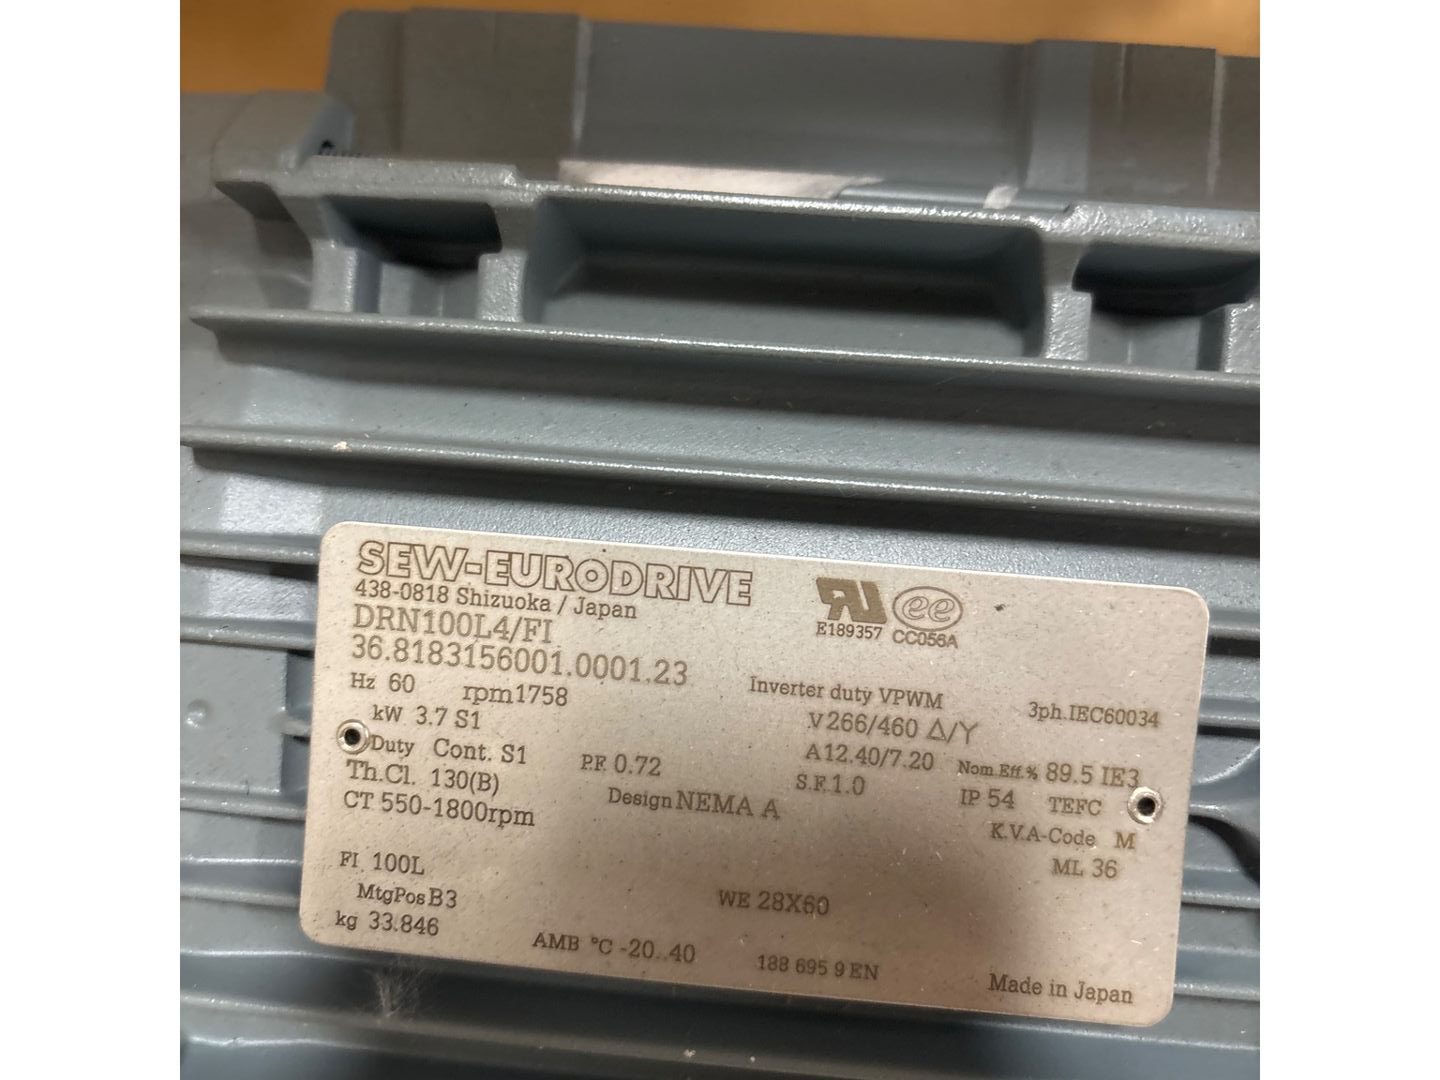 SEW-EURODRIVE
438-0818 Shizuoka / Japan
E189357 CC056A
DRN100L4/FI
36.8183156001.0001.23
Hz 60 rpm1758 Inverter duty VPWM 3ph.IEC60034
kW 3.7 S1 V266/460 Δ/Y
Duty Cont. S1 P.F. 0.72 A12.40/7.20 Nom.Eff.% 89.5 IE3
Th.Cl. 130(B) S.F.1.0 IP 54 TEFC
CT 550-1800rpm Design NEMA A K.V.A-Code M
ML 36
FI 100L
MtgPos B3 WE 28X60
kg 33.846 AMB °C -20..40 188 695 9 EN Made in Japan